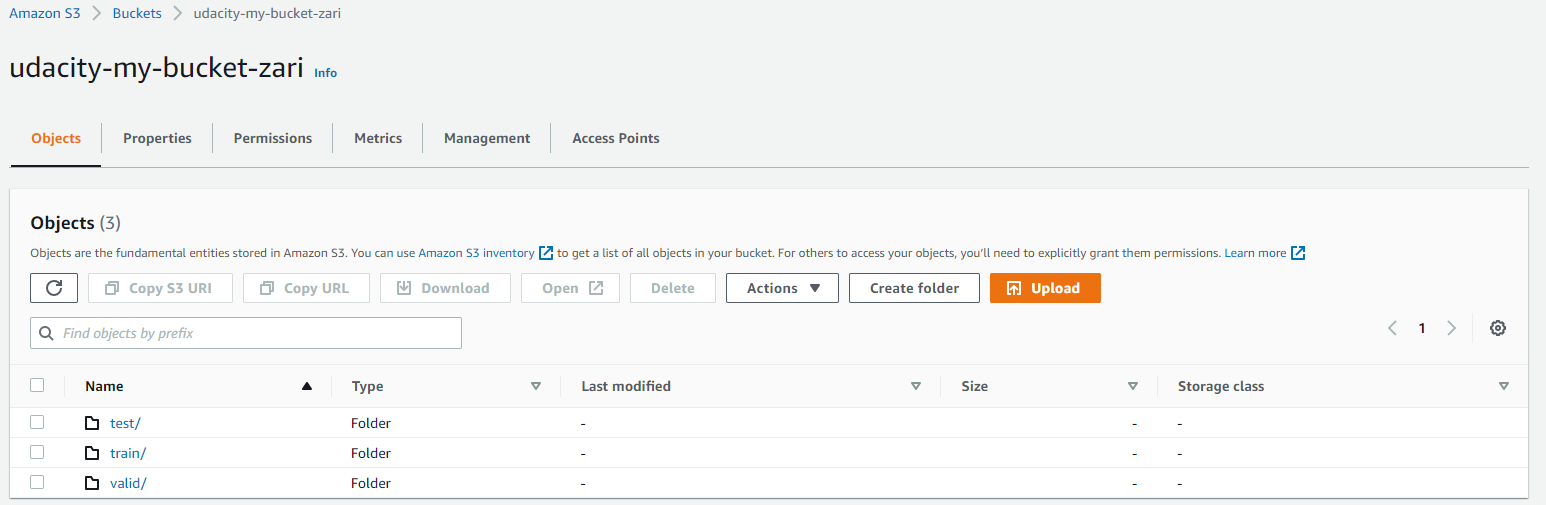 Amazon S3 > Buckets > udacity-my-bucket-zari
udacity-my-bucket-zari Info
Objects Properties Permissions Metrics Management Access Points
Objects (3)
Objects are the fundamental entities stored in Amazon S3. You can use Amazon S3 inventory to get a list of all objects in your bucket. For others to access your objects, you'll need to explicitly grant them permissions. Learn more
Copy S3 URI Copy URL Download Open Delete Actions Create folder Upload
Find objects by prefix < 1 >
Name Type Last modified Size Storage class
test/ Folder - - -
train/ Folder - - -
valid/ Folder - - -